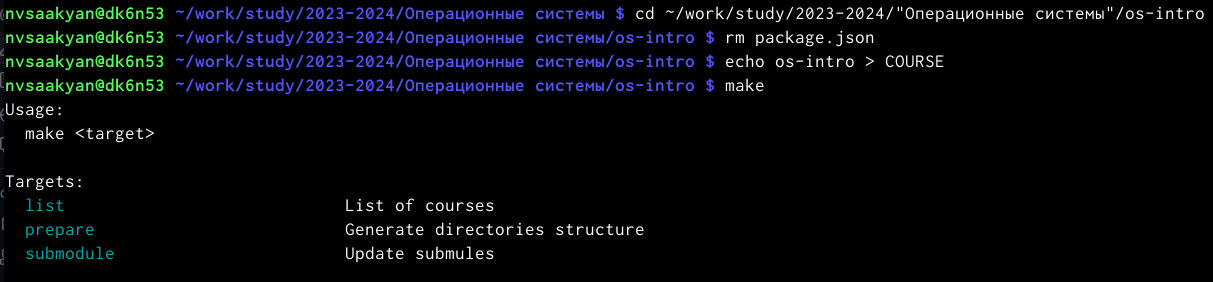 nvsaakyan@dk6n53 ~/work/study/2023-2024/Операционные системы $ cd ~/work/study/2023-2024/"Операционные системы"/os-intro
nvsaakyan@dk6n53 ~/work/study/2023-2024/Операционные системы/os-intro $ rm package.json
nvsaakyan@dk6n53 ~/work/study/2023-2024/Операционные системы/os-intro $ echo os-intro > COURSE
nvsaakyan@dk6n53 ~/work/study/2023-2024/Операционные системы/os-intro $ make
Usage:
  make <target>

Targets:
  list                            List of courses
  prepare                         Generate directories structure
  submodule                       Update submules